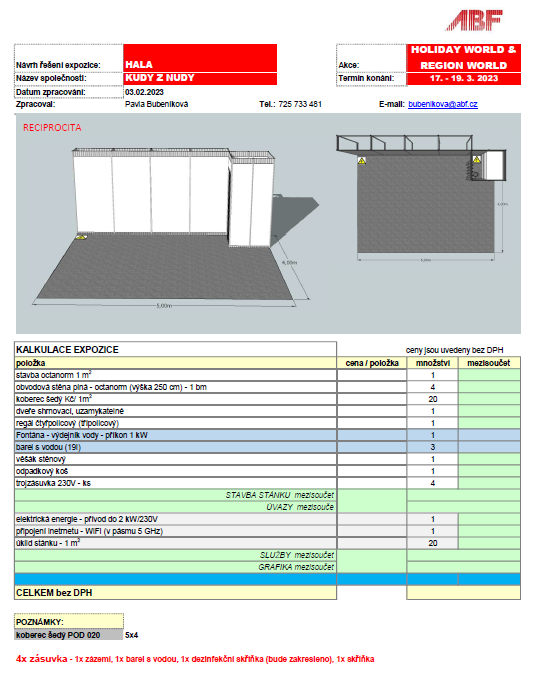 ABF
Návrh řešení expozice: HALA Akce: HOLIDAY WORLD & REGION WORLD
Název společnosti: KUDY Z NUDY Termín konání: 17. - 19. 3. 2023
Datum zpracování: 03.02.2023
Zpracoval: Pavla Bubeníková Tel.: 725 733 481 E-mail: bubenikova@abf.cz
RECIPROCITA
4,00m
5,00m
KALKULACE EXPOZICE ceny jsou uvedeny bez DPH
položka cena / položka množství mezisoučet
stavba octanorm 1 m² 1
obvodová stěna plná - octanorm (výška 250 cm) - 1 bm 4
koberec šedý Kč/ 1m² 20
dveře shrnovací, uzamykatelné 1
regál čtyřpolicový (třípolicový) 1
Fontána - výdejník vody - příkon 1 kW 1
barel s vodou (19l) 3
věšák stěnový 1
odpadkový koš 1
trojzásuvka 230V - ks 4
STAVBA STÁNKU mezisoučet
ÚVAZY mezisouče
elektrická energie - přívod do 2 kW/230V 1
připojení inetrnetu - WIFI (v pásmu 5 GHz) 1
úklid stánku - 1 m² 20
SLUŽBY mezisoučet
GRAFIKA mezisoučet
CELKEM bez DPH
POZNÁMKY:
koberec šedý POD 020 5x4
4x zásuvka - 1x zázemí, 1x barel s vodou, 1x dezinfekční skříňka (bude zakresleno), 1x skříňka